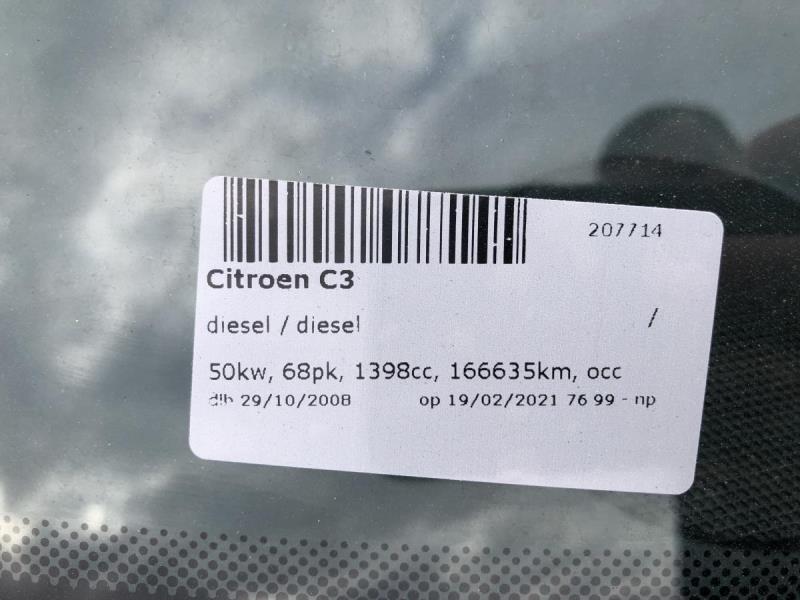 207714
Citroen C3
diesel / diesel /
50kw, 68pk, 1398cc, 166635km, occ
dib 29/10/2008 op 19/02/2021 76 99 - np